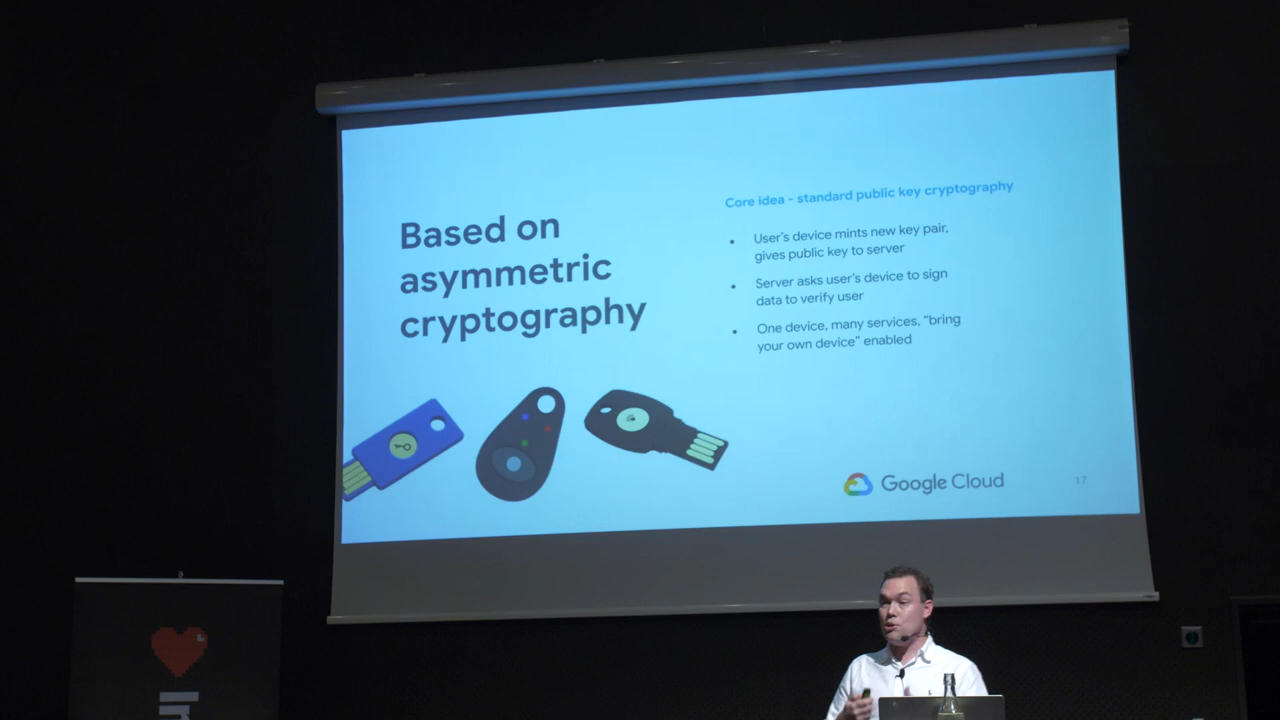 Based on
asymmetric
cryptography
Core idea - standard public key cryptography
• User's device mints new key pair,
gives public key to server
• Server asks user's device to sign
data to verify user
• One device, many services, "bring
your own device" enabled
Google Cloud
17